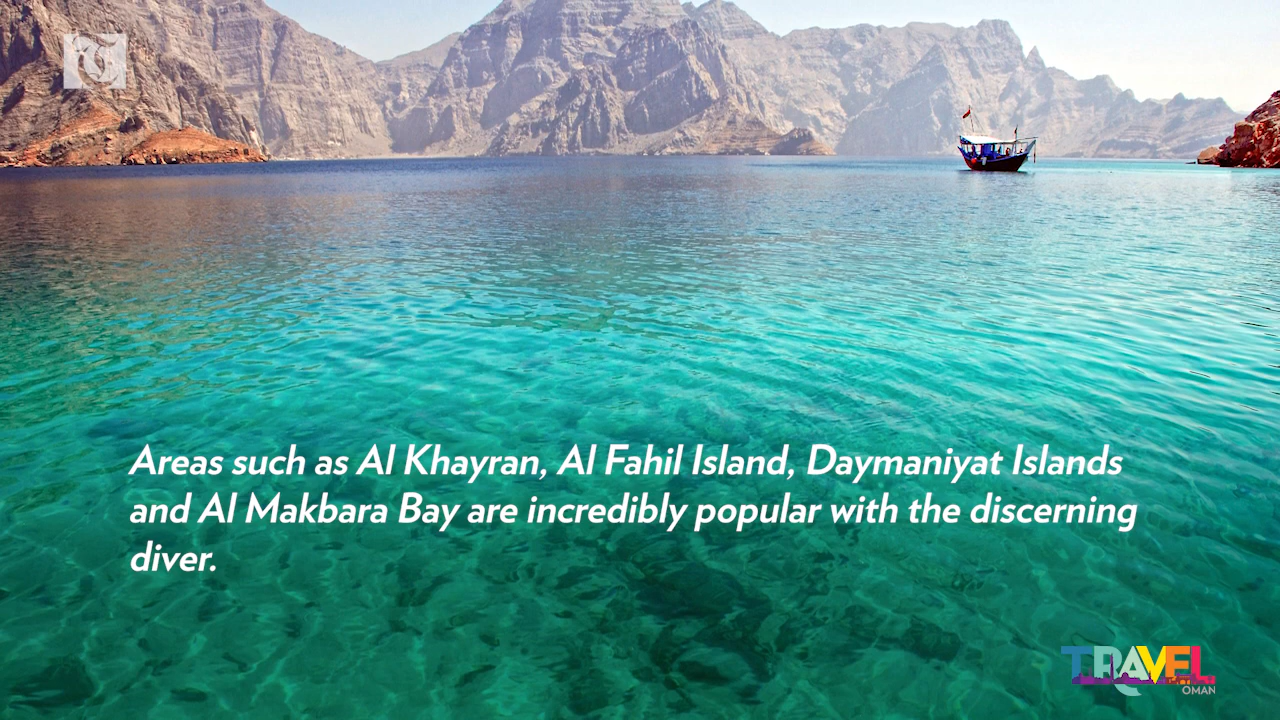 Areas such as Al Khayran, Al Fahil Island, Daymaniyat Islands
and Al Makbara Bay are incredibly popular with the discerning
diver.
TRAVEL
OMAN